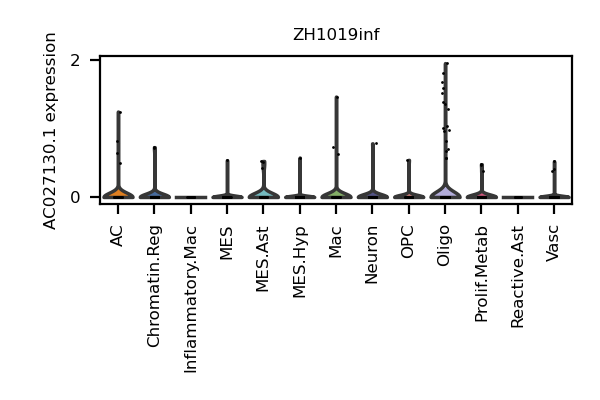 ZH1019inf
AC027130.1 expression
2
0
AC
Chromatin.Reg
Inflammatory.Mac
MES
MES.Ast
MES.Hyp
Mac
Neuron
OPC
Oligo
Prolif.Metab
Reactive.Ast
Vasc